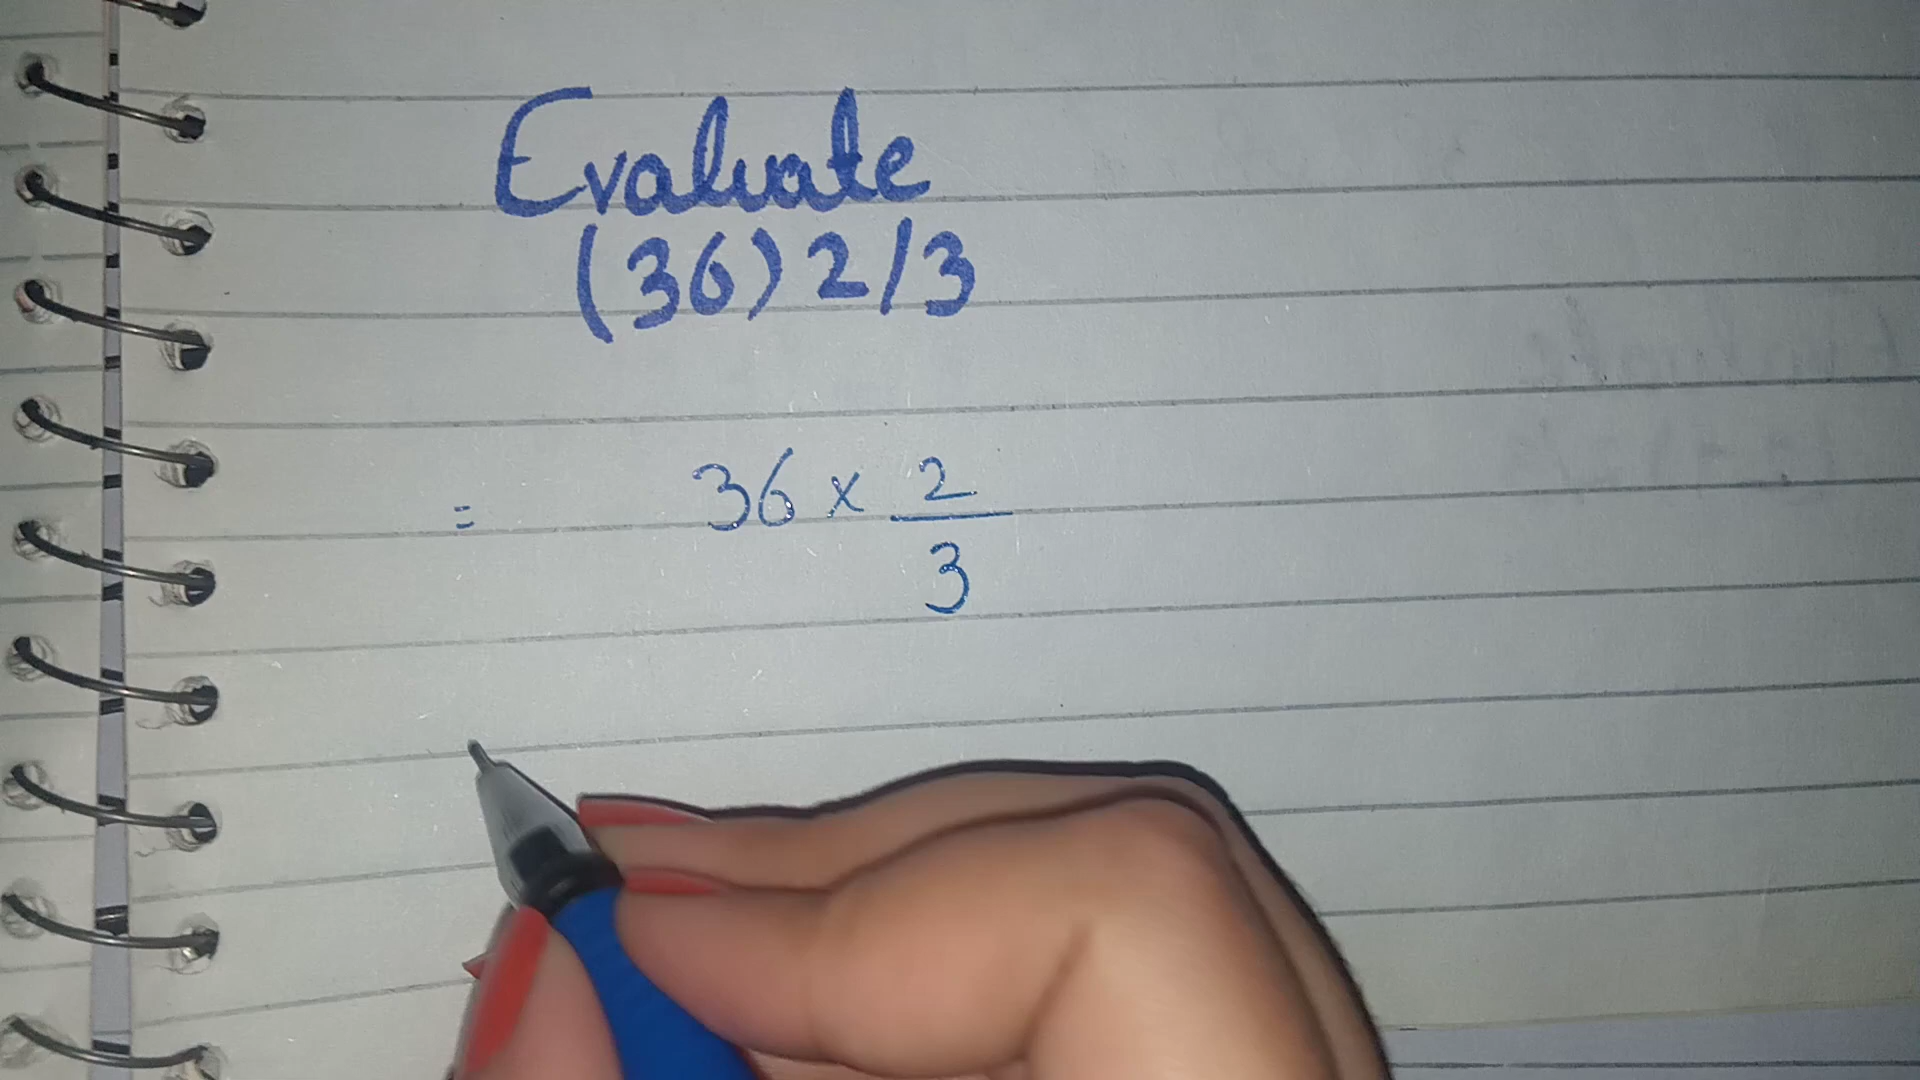 Evaluate
(36) 2/3
= 36 × 2/3